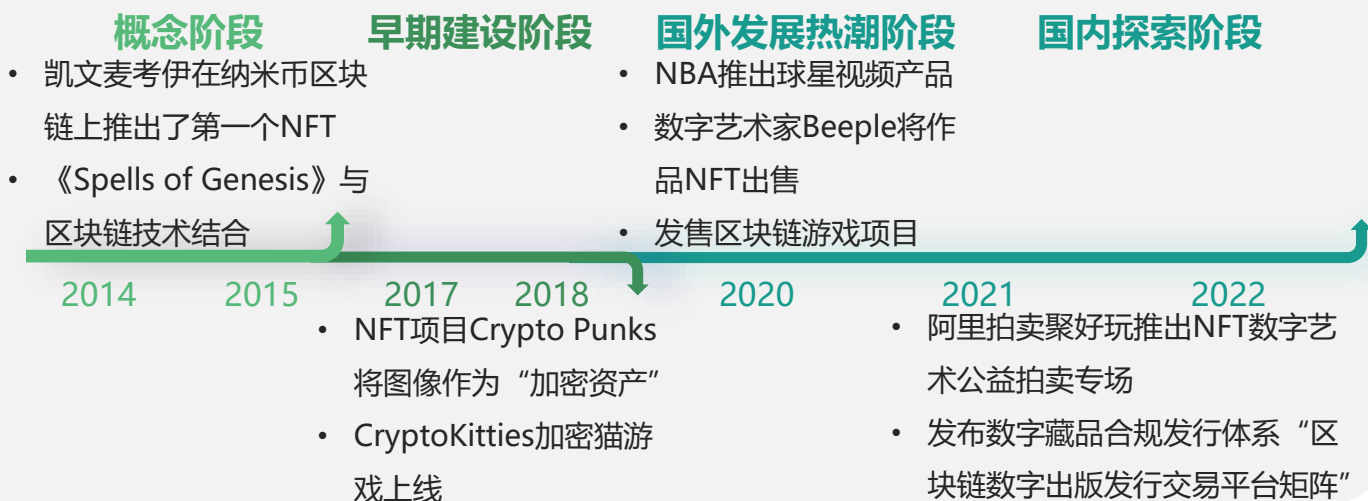 概念阶段
早期建设阶段
国外发展热潮阶段
国内探索阶段
• 凯文麦考伊在纳米币区块
链上推出了第一个NFT
• 《Spells of Genesis》与
区块链技术结合
• NBA推出球星视频产品
• 数字艺术家Beeple将作
品NFT出售
• 发售区块链游戏项目
2014
2015
2017
2018
2020
2021
2022
• NFT项目Crypto Punks
将图像作为“加密资产”
• CryptoKitties加密猫游
戏上线
• 阿里拍卖聚好玩推出NFT数字艺
术公益拍卖专场
• 发布数字藏品合规发行体系“区
块链数字出版发行交易平台矩阵”